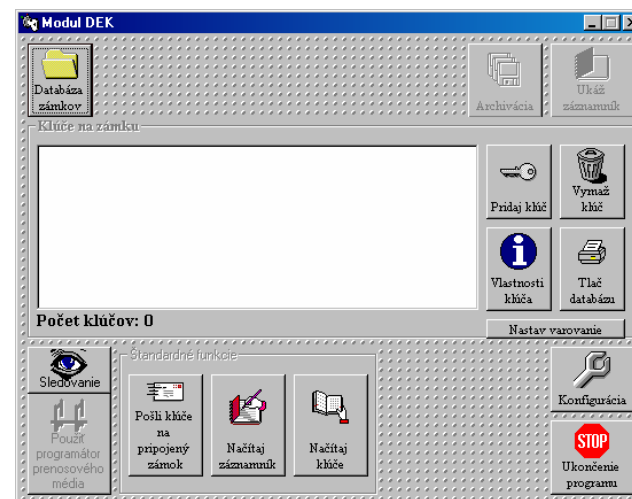 Modul DEK
Databáza
zámkov
Archivácia
Ukáž
záznamník
Kľúče na zámku
Pridaj kľúč
Vymaž
kľúč
Vlastnosti
kľúča
Tlač
databázu
Počet kľúčov: 0
Nastav varovanie
Sledovanie
Štandardné funkcie
Pošli kľúče
na
pripojený
zámok
Načítaj
záznamník
Načítaj
kľúče
Konfigurácia
Použiť
programátor
prenosového
média
STOP
Ukončenie
programu